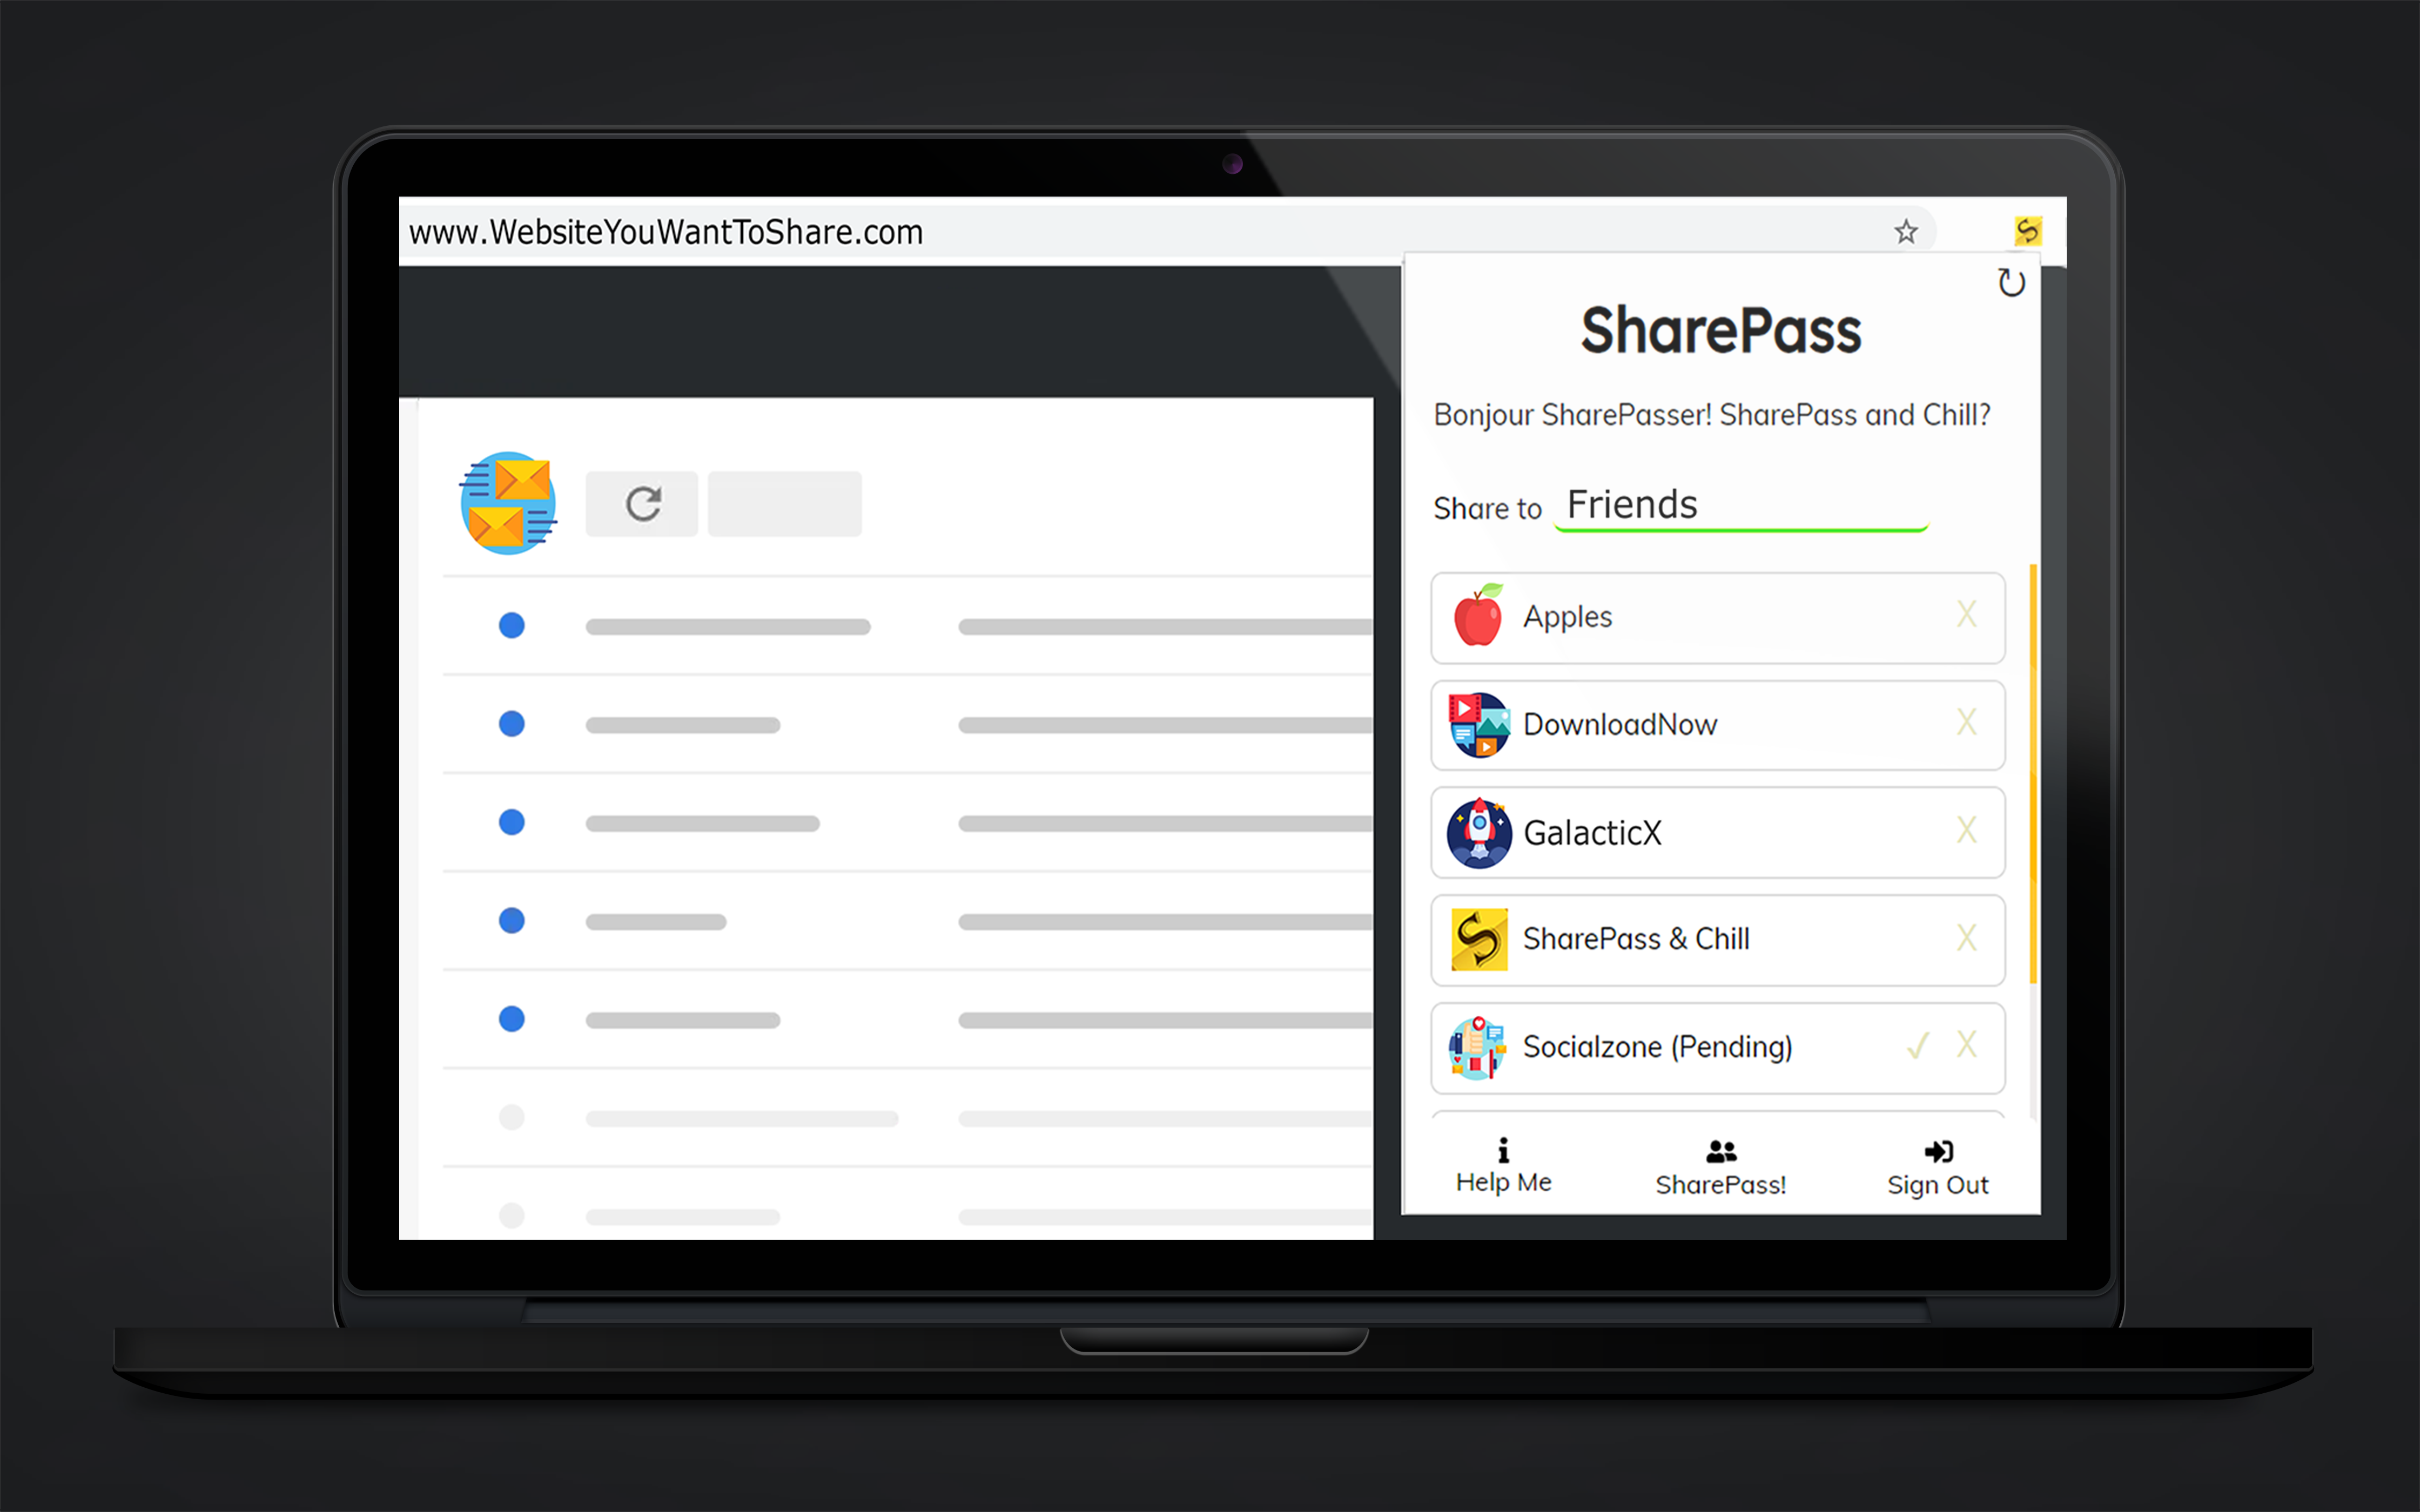 www.WebsiteYouWantToShare.com
SharePass
Bonjour SharePasser! SharePass and Chill?
Share to Friends
Apples X
DownloadNow X
GalacticX X
SharePass & Chill X
Socialzone (Pending) ✓ X
Help Me SharePass! Sign Out